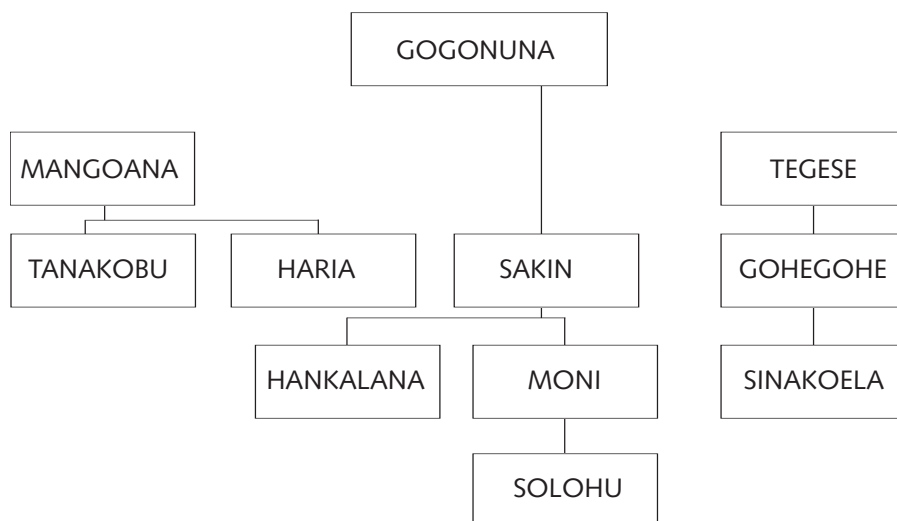 GOGONUNA
MANGOANA
TEGESE
TANAKOBU
HARIA
SAKIN
GOHEGOHE
HANKALANA
MONI
SINAKOELA
SOLOHU